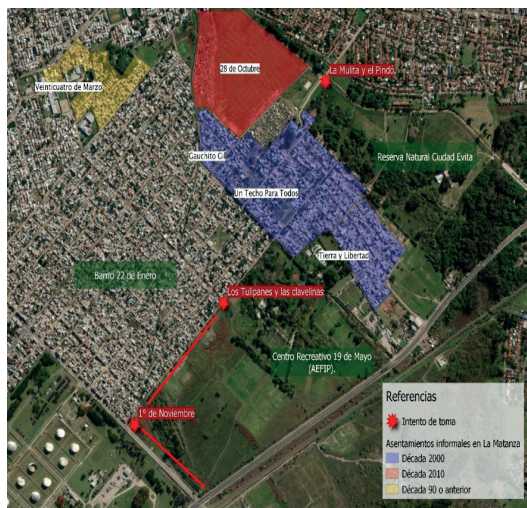 28 de Octubre
La Mulita y el Pindó.
Veinticuatro de Marzo
Gauchito Gil
Reserva Natural Ciudad Evita
Un Techo Para Todos
Tierra y Libertad
Barrio 22 de Enero
Los Tulipanes y las clavelinas
Centro Recreativo 19 de Mayo
(AEFIP).
1° de Noviembre
Referencias
Intento de toma
Asentamientos informales en La Matanza
Década 2000
Década 2010
Década 90 o anterior